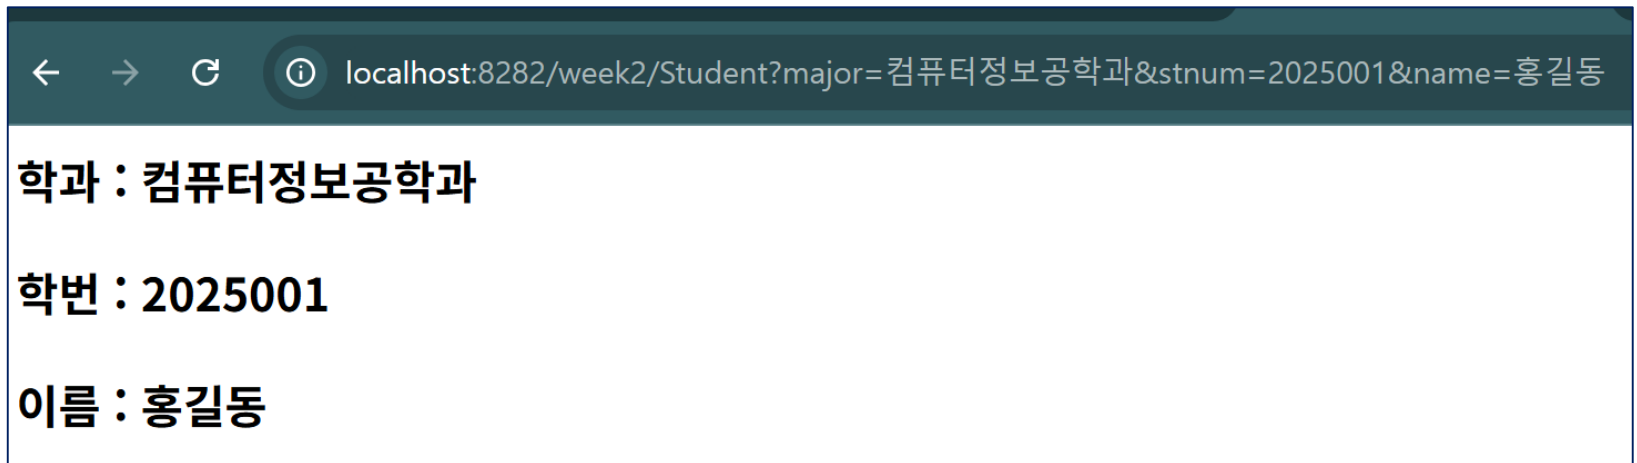 localhost:8282/week2/Student?major=컴퓨터정보공학과&stnum=2025001&name=홍길동
학과 : 컴퓨터정보공학과
학번 : 2025001
이름 : 홍길동